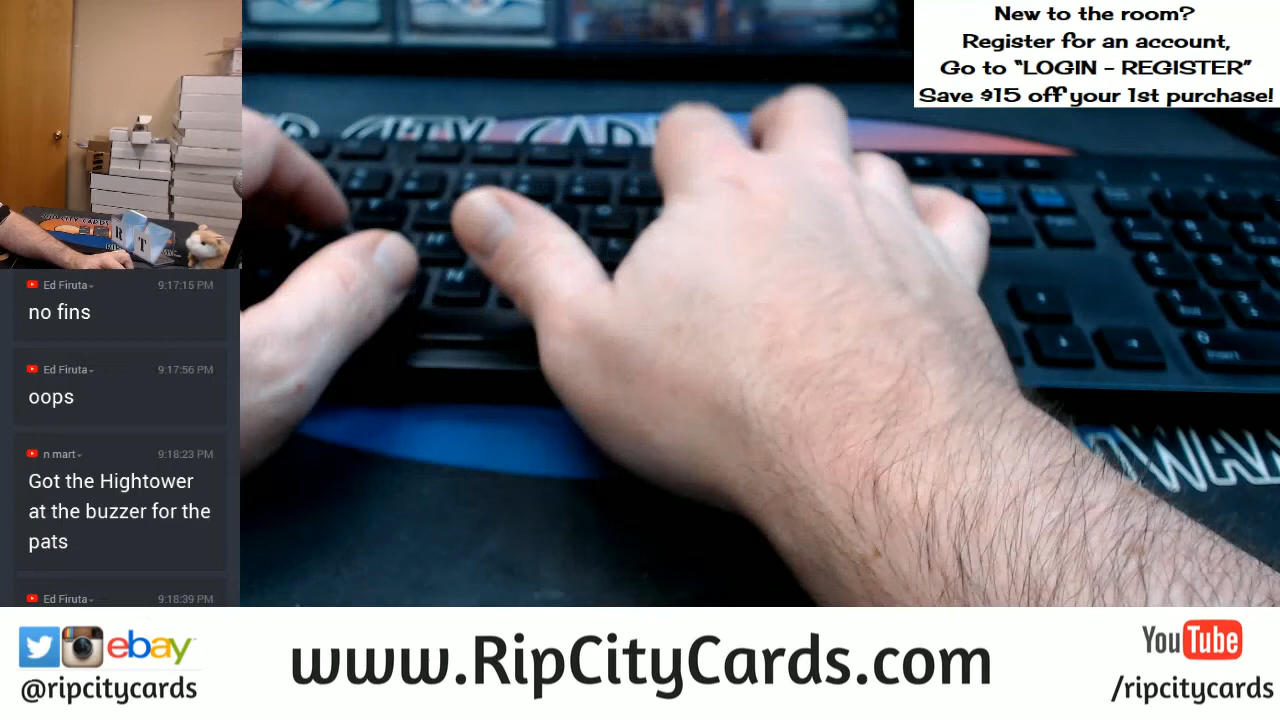 New to the room?
Register for an account,
Go to “LOGIN - REGISTER”
Save $15 off your 1st purchase!
R T
Ed Firuta 9:17:15 PM
no fins
Ed Firuta 9:17:56 PM
oops
n mart 9:18:23 PM
Got the Hightower
at the buzzer for the
pats
Ed Firuta 9:18:39 PM
ebay
@ripcitycards
www.RipCityCards.com
YouTube
/ripcitycards